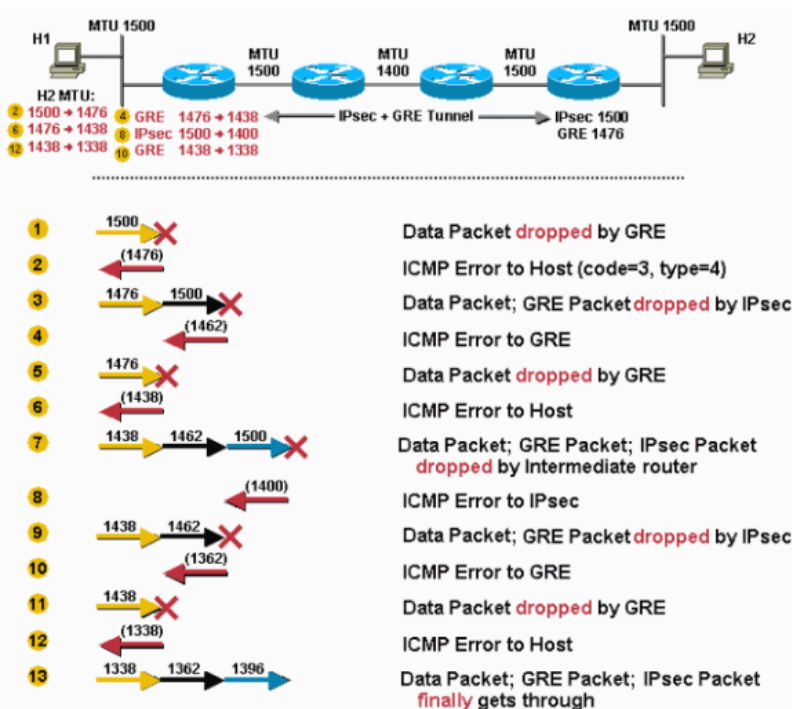 MTU 1500
MTU 1500
H1
H2
MTU
1500
MTU
1400
MTU
1500
H2 MTU:
2 1500 → 1476
6 1476 → 1438
12 1438 → 1338
4 GRE 1476 → 1438
8 IPsec 1500 → 1400
10 GRE 1438 → 1338
IPsec + GRE Tunnel
IPsec 1500
GRE 1476
1 1500 Data Packet dropped by GRE
2 (1476) ICMP Error to Host (code=3, type=4)
3 1476 1500 Data Packet; GRE Packet dropped by IPsec
4 (1462) ICMP Error to GRE
5 1476 Data Packet dropped by GRE
6 (1438) ICMP Error to Host
7 1438 1462 1500 Data Packet; GRE Packet; IPsec Packet
dropped by Intermediate router
8 (1400) ICMP Error to IPsec
9 1438 1462 Data Packet; GRE Packet dropped by IPsec
10 (1362) ICMP Error to GRE
11 1438 Data Packet dropped by GRE
12 (1338) ICMP Error to Host
13 1338 1362 1396 Data Packet; GRE Packet; IPsec Packet
finally gets through